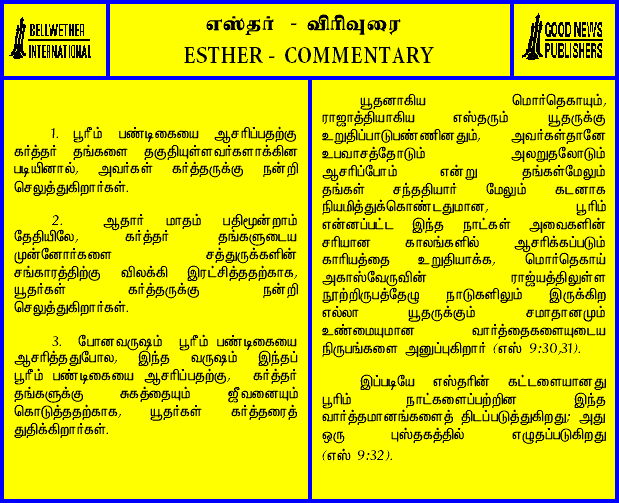 BELLWETHER
INTERNATIONAL
எஸ்தர் - விரிவுரை
ESTHER - COMMENTARY
GOOD NEWS
PUBLISHERS
1. பூரீம் பண்டிகையை ஆசரிப்பதற்கு
கர்த்தர் தங்களை தகுதியுள்ளவர்களாக்கின
படியினால், அவர்கள் கர்த்தருக்கு நன்றி
செலுத்துகிறார்கள்.
2. ஆதார் மாதம் பதிமூன்றாம்
தேதியிலே, கர்த்தர் தங்களுடைய
முன்னோர்களை சத்துருக்களின்
சங்காரத்திற்கு விலக்கி இரட்சித்ததற்காக,
யூதர்கள் கர்த்தருக்கு நன்றி
செலுத்துகிறார்கள்.
3. போனவருஷம் பூரீம் பண்டிகையை
ஆசரித்ததுபோல, இந்த வருஷம் இந்தப்
பூரீம் பண்டிகையை ஆசரிப்பதற்கு, கர்த்தர்
தங்களுக்கு சுகத்தையும் ஜீவனையும்
கொடுத்ததற்காக, யூதர்கள் கர்த்தரைத்
துதிக்கிறார்கள்.
யூதனாகிய மொர்தெகாயும்,
ராஜாத்தியாகிய எஸ்தரும் யூதருக்கு
உறுதிப்பாடுபண்ணினதும், அவர்கள்தானே
உபவாசத்தோடும் அலறுதலோடும்
ஆசரிப்போம் என்று தங்கள்மேலும்
தங்கள் சந்ததியார் மேலும் கடனாக
நியமித்துக்கொண்டதுமான, பூரிம்
என்னப்பட்ட இந்த நாட்கள் அவைகளின்
சரியான காலங்களில் ஆசரிக்கப்படும்
காரியத்தை உறுதியாக்க, மொர்தெகாய்
அகாஸ்வேருவின் ராஜ்யத்திலுள்ள
நூற்றிருபத்தேழு நாடுகளிலும் இருக்கிற
எல்லா யூதருக்கும் சமாதானமும்
உண்மையுமான வார்த்தைகளையுடைய
நிருபங்களை அனுப்புகிறார் (எஸ் 9:30,31).
இப்படியே எஸ்தரின் கட்டளையானது
பூரிம் நாட்களைப்பற்றின இந்த
வர்த்தமானங்களைத் திடப்படுத்துகிறது; அது
ஒரு புஸ்தகத்தில் எழுதப்படுகிறது
(எஸ் 9:32).